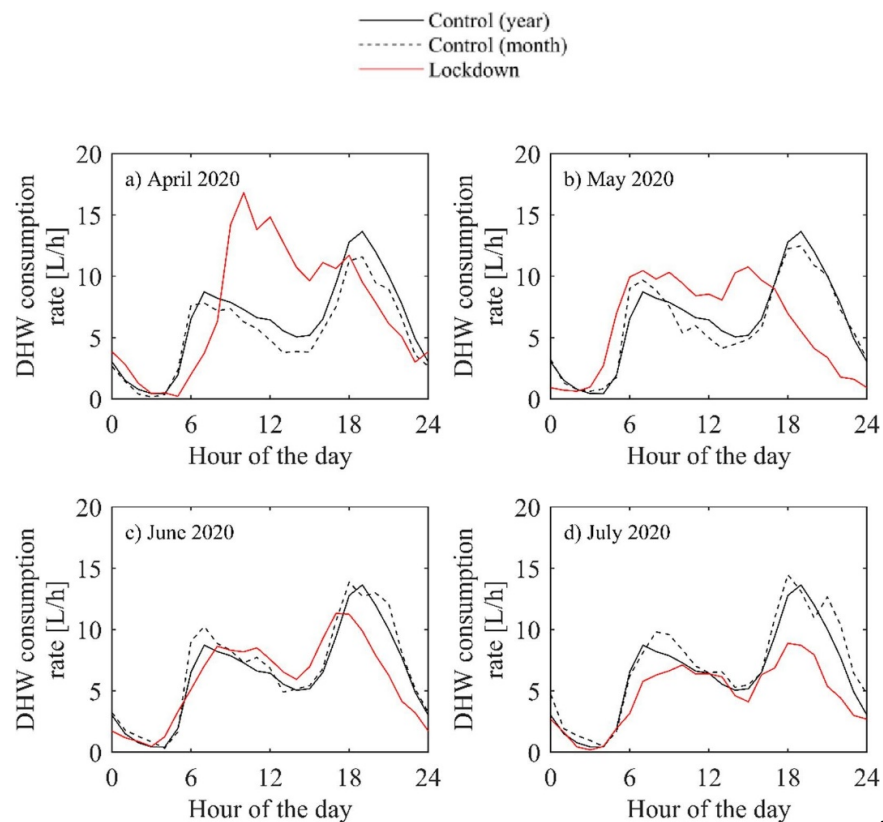 Control (year)
Control (month)
Lockdown
20
15
10
5
0
DHW consumption
rate [L/h]
a) April 2020
0 6 12 18 24
Hour of the day
20
15
10
5
0
DHW consumption
rate [L/h]
b) May 2020
0 6 12 18 24
Hour of the day
20
15
10
5
0
DHW consumption
rate [L/h]
c) June 2020
0 6 12 18 24
Hour of the day
20
15
10
5
0
DHW consumption
rate [L/h]
d) July 2020
0 6 12 18 24
Hour of the day